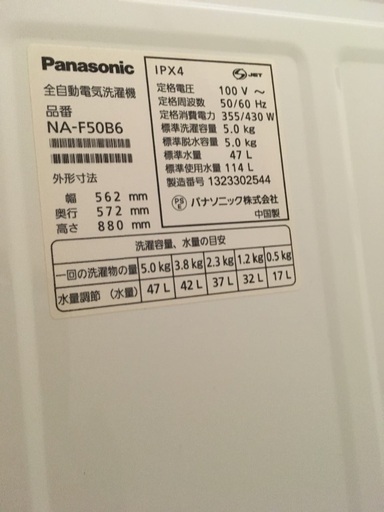 Panasonic
全自動電気洗濯機
品番
NA-F50B6
外形寸法
幅 562 mm
奥行 572 mm
高さ 880 mm
IPX4 JET
定格電圧 100 V ～
定格周波数 50/60 Hz
定格消費電力 355/430 W
標準洗濯容量 5.0 kg
標準脱水容量 5.0 kg
標準水量 47 L
標準使用水量 114 L
製造番号 1323302544
PS E パナソニック株式会社
中国製
洗濯容量、水量の目安
一回の洗濯物の量 5.0 kg 3.8 kg 2.3 kg 1.2 kg 0.5 kg
水量調節 (水量) 47 L 42 L 37 L 32 L 17 L